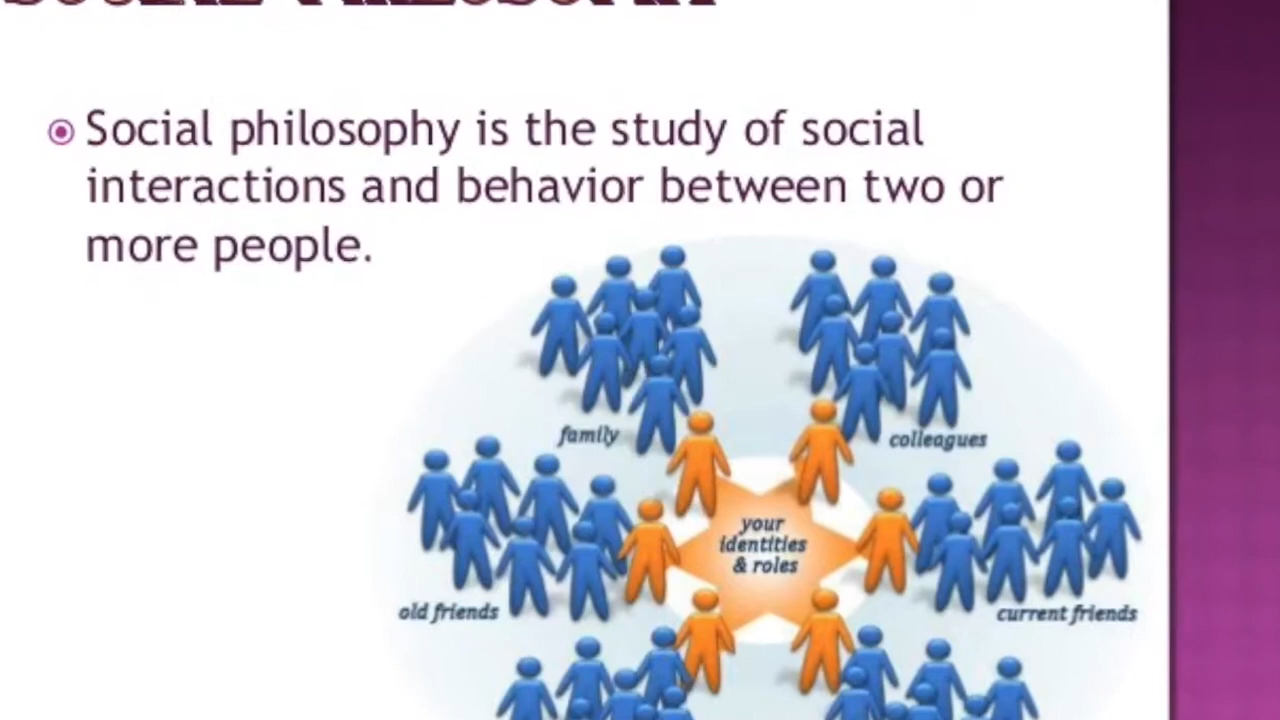 Social philosophy is the study of social
interactions and behavior between two or
more people.
family
colleagues
your
identities
& roles
old friends
current friends